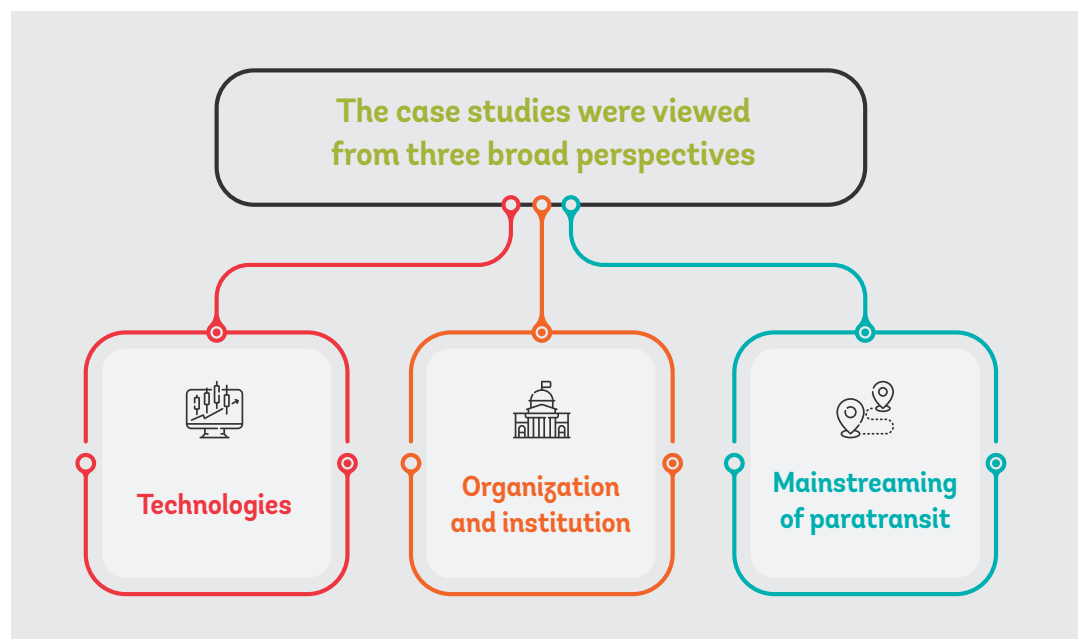 The case studies were viewed
from three broad perspectives
Technologies
Organization
and institution
Mainstreaming
of paratransit